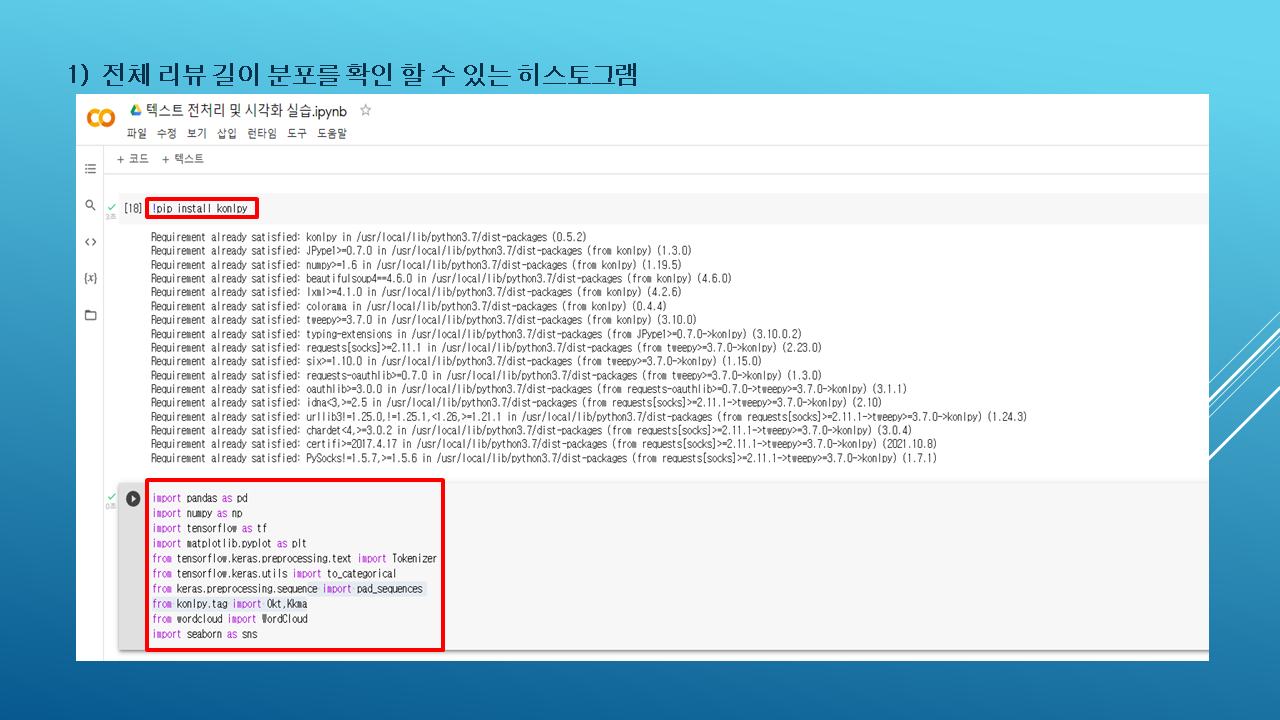 1) 전체 리뷰 길이 분포를 확인 할 수 있는 히스토그램
텍스트 전처리 및 시각화 실습.ipynb
파일 수정 보기 삽입 런타임 도구 도움말
+ 코드 + 텍스트
[18] !pip install konlpy
3초
Requirement already satisfied: konlpy in /usr/local/lib/python3.7/dist-packages (0.5.2)
Requirement already satisfied: JPype1>=0.7.0 in /usr/local/lib/python3.7/dist-packages (from konlpy) (1.3.0)
Requirement already satisfied: numpy>=1.6 in /usr/local/lib/python3.7/dist-packages (from konlpy) (1.19.5)
Requirement already satisfied: beautifulsoup4==4.6.0 in /usr/local/lib/python3.7/dist-packages (from konlpy) (4.6.0)
Requirement already satisfied: lxml>=4.1.0 in /usr/local/lib/python3.7/dist-packages (from konlpy) (4.2.6)
Requirement already satisfied: colorama in /usr/local/lib/python3.7/dist-packages (from konlpy) (0.4.4)
Requirement already satisfied: tweepy>=3.7.0 in /usr/local/lib/python3.7/dist-packages (from konlpy) (3.10.0)
Requirement already satisfied: typing-extensions in /usr/local/lib/python3.7/dist-packages (from JPype1>=0.7.0->konlpy) (3.10.0.2)
Requirement already satisfied: requests[socks]>=2.11.1 in /usr/local/lib/python3.7/dist-packages (from tweepy>=3.7.0->konlpy) (2.23.0)
Requirement already satisfied: six>=1.10.0 in /usr/local/lib/python3.7/dist-packages (from tweepy>=3.7.0->konlpy) (1.15.0)
Requirement already satisfied: requests-oauthlib>=0.7.0 in /usr/local/lib/python3.7/dist-packages (from tweepy>=3.7.0->konlpy) (1.3.0)
Requirement already satisfied: oauthlib>=3.0.0 in /usr/local/lib/python3.7/dist-packages (from requests-oauthlib>=0.7.0->tweepy>=3.7.0->konlpy) (3.1.1)
Requirement already satisfied: idna<3,>=2.5 in /usr/local/lib/python3.7/dist-packages (from requests[socks]>=2.11.1->tweepy>=3.7.0->konlpy) (2.10)
Requirement already satisfied: urllib3!=1.25.0,!=1.25.1,<1.26,>=1.21.1 in /usr/local/lib/python3.7/dist-packages (from requests[socks]>=2.11.1->tweepy>=3.7.0->konlpy) (1.24.3)
Requirement already satisfied: chardet<4,>=3.0.2 in /usr/local/lib/python3.7/dist-packages (from requests[socks]>=2.11.1->tweepy>=3.7.0->konlpy) (3.0.4)
Requirement already satisfied: certifi>=2017.4.17 in /usr/local/lib/python3.7/dist-packages (from requests[socks]>=2.11.1->tweepy>=3.7.0->konlpy) (2021.10.8)
Requirement already satisfied: PySocks!=1.5.7,>=1.5.6 in /usr/local/lib/python3.7/dist-packages (from requests[socks]>=2.11.1->tweepy>=3.7.0->konlpy) (1.7.1)
0초
import pandas as pd
import numpy as np
import tensorflow as tf
import matplotlib.pyplot as plt
from tensorflow.keras.preprocessing.text import Tokenizer
from tensorflow.keras.utils import to_categorical
from keras.preprocessing.sequence import pad_sequences
from konlpy.tag import Okt,Kkma
from wordcloud import WordCloud
import seaborn as sns